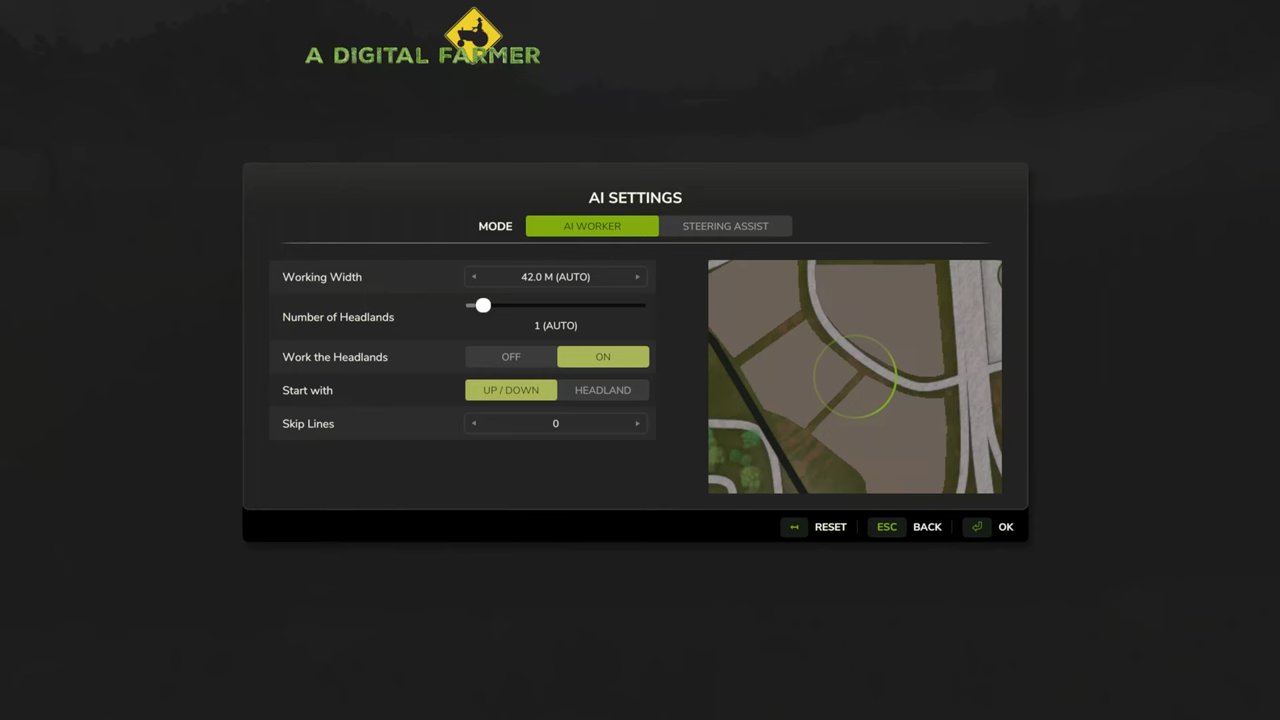 A DIGITAL FARMER
AI SETTINGS
MODE AI WORKER STEERING ASSIST
Working Width 42.0 M (AUTO)
Number of Headlands
1 (AUTO)
Work the Headlands OFF ON
Start with UP / DOWN HEADLAND
Skip Lines 0
RESET ESC BACK OK